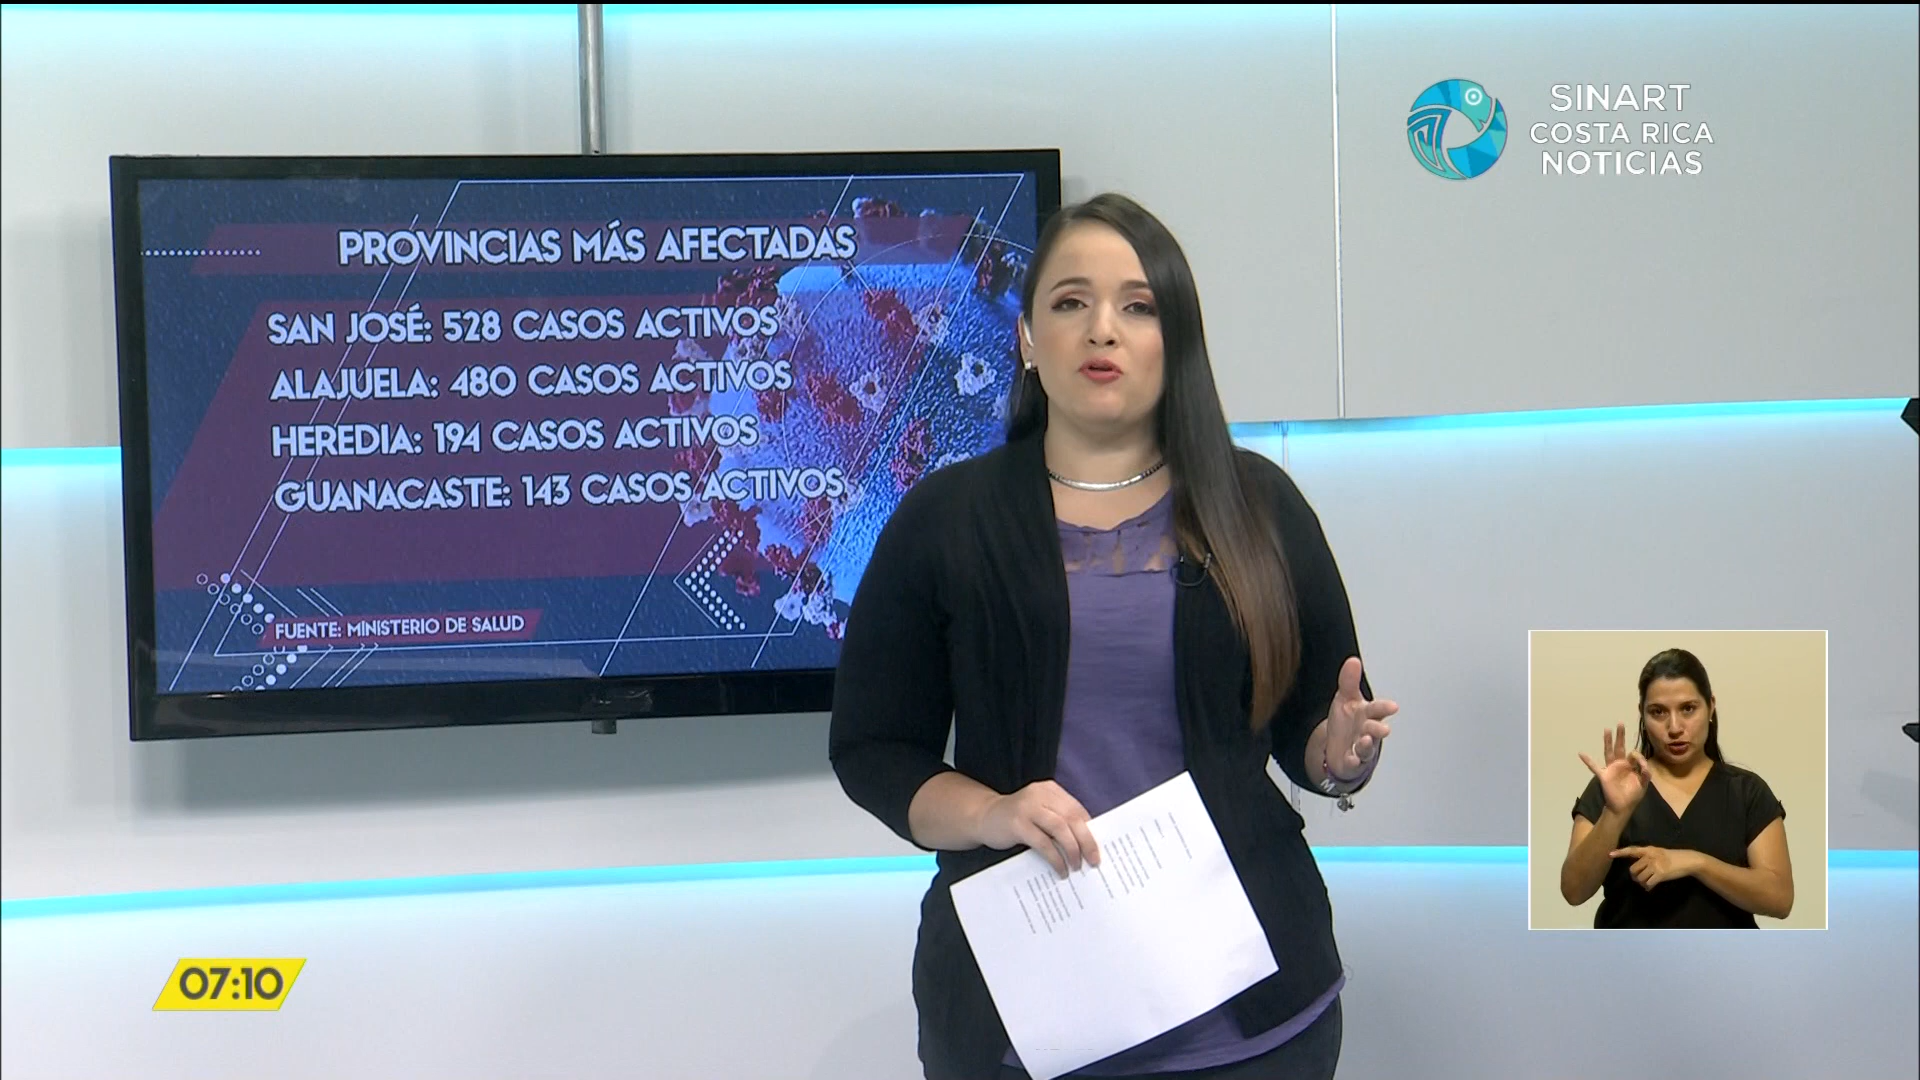 SINART
COSTA RICA
NOTICIAS
PROVINCIAS MÁS AFECTADAS
SAN JOSÉ: 528 CASOS ACTIVOS
ALAJUELA: 480 CASOS ACTIVOS
HEREDIA: 194 CASOS ACTIVOS
GUANACASTE: 143 CASOS ACTIVOS
FUENTE: MINISTERIO DE SALUD
M
07:10